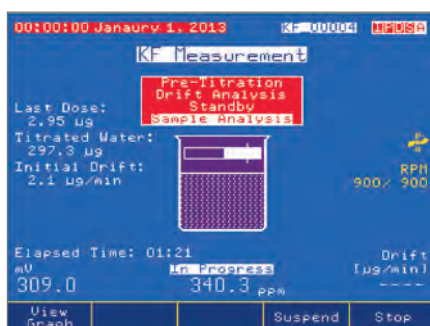 00:00:00 Janaury 1, 2013 KF 00004
KF Measurement
Pre-Titration
Drift Analysis
Standby
Sample Analysis
Last Dose:
2.95 µg
Titrated Water:
297.3 µg
Initial Drift:
2.1 µg/min
RPM
900/ 900
Elapsed Time: 01:21
Drift
mV
In Progress
[µg/min]
309.0
340.3 ppm
----
View
Graph
Suspend
Stop